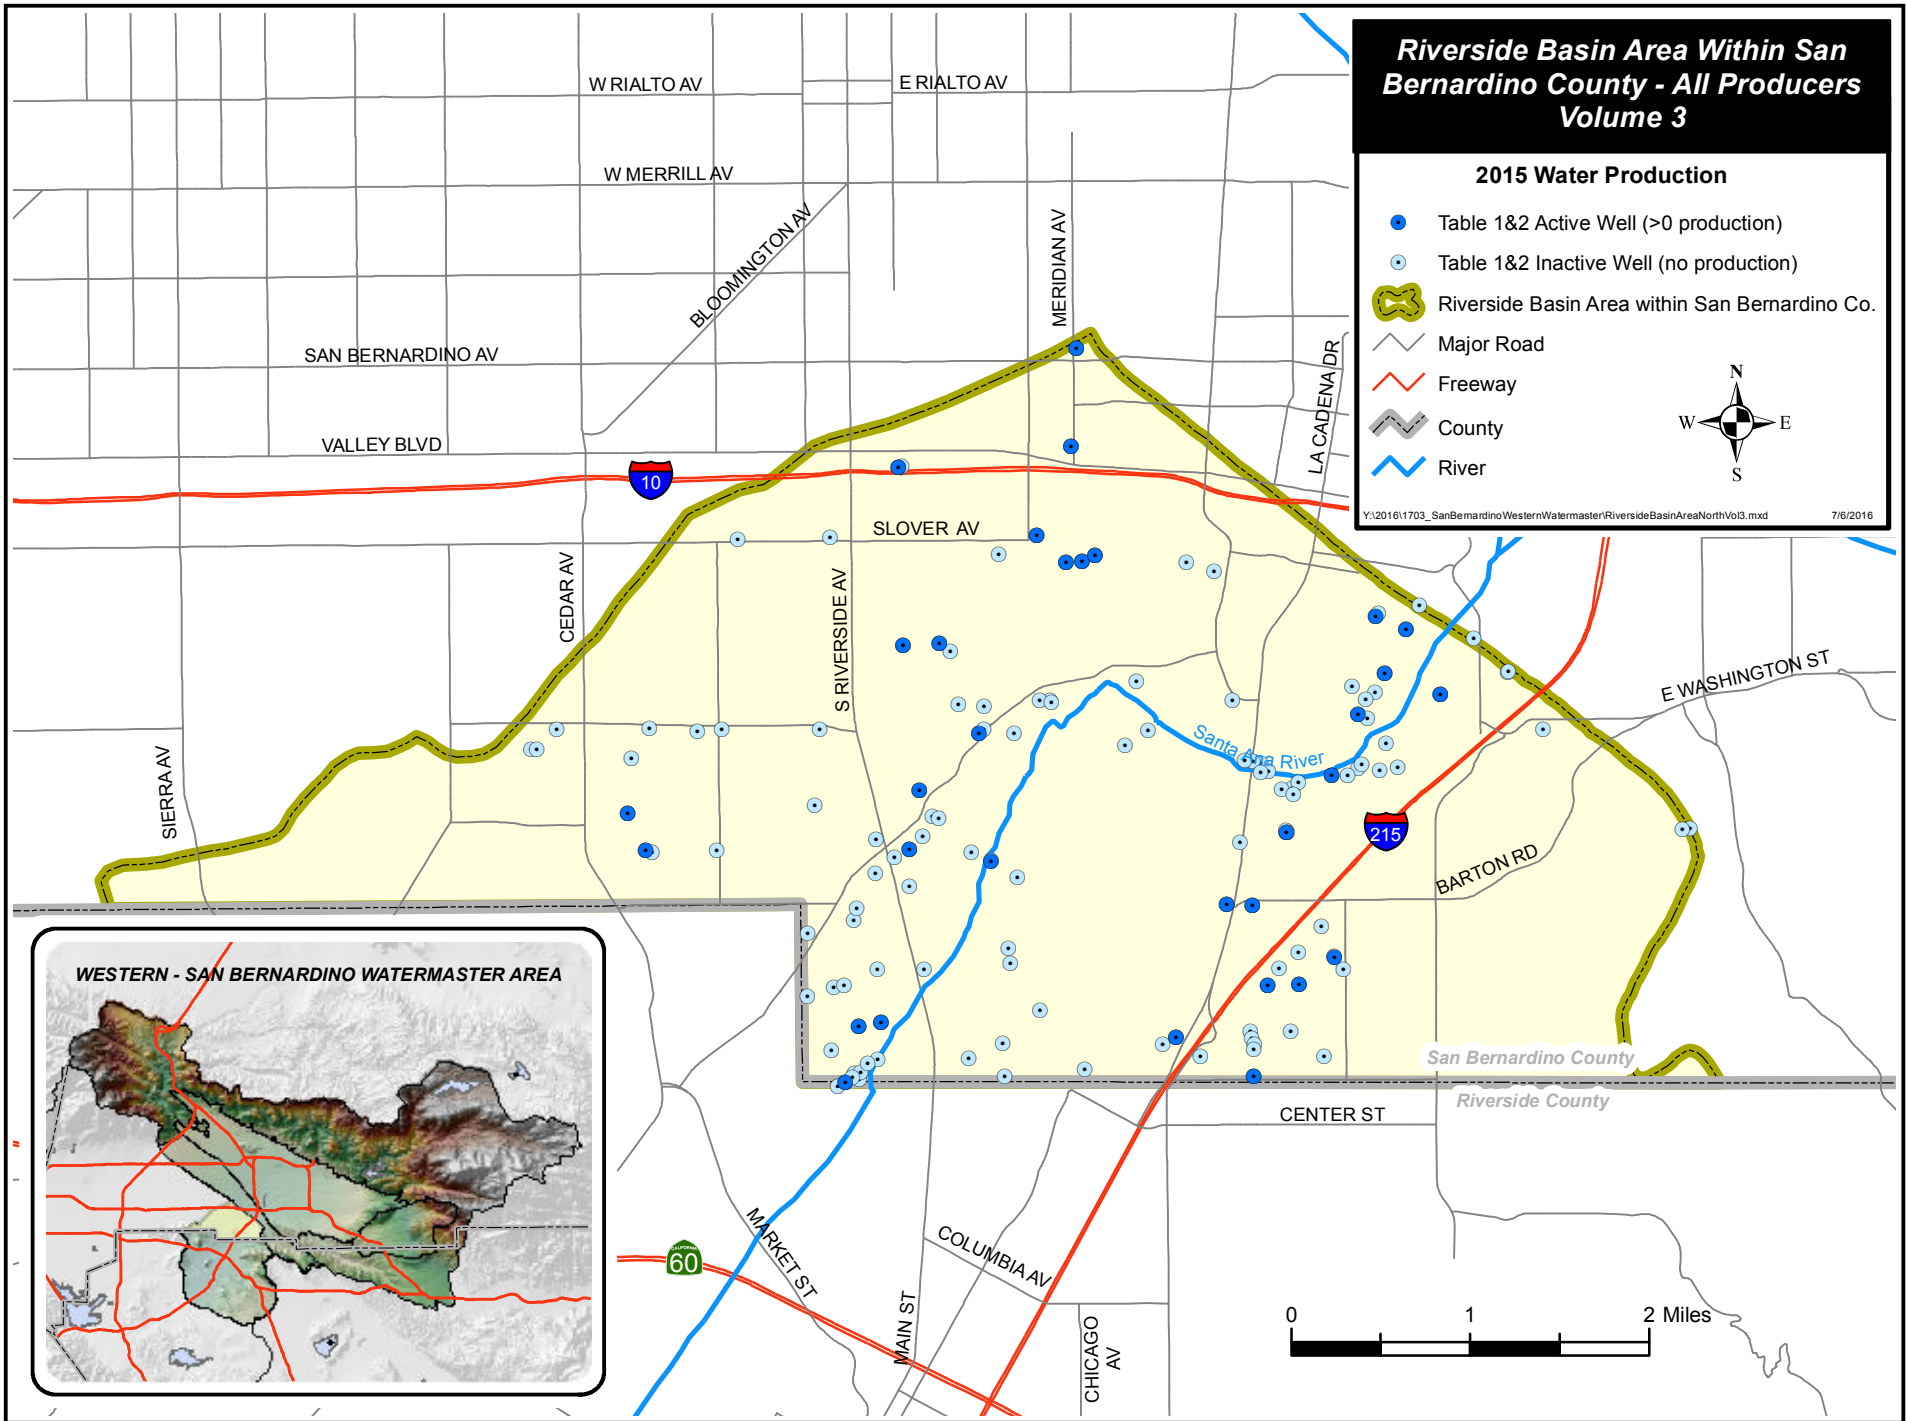 Riverside Basin Area Within San
Bernardino County - All Producers
Volume 3
2015 Water Production
Table 1&2 Active Well (>0 production)
Table 1&2 Inactive Well (no production)
Riverside Basin Area within San Bernardino Co.
Major Road
Freeway
County
River
N
W
E
S
Y:\2016\1703_SanBernardinoWesternWatermaster\RiversideBasinAreaNorthVol3.mxd
7/6/2016
W RIALTO AV
E RIALTO AV
W MERRILL AV
BLOOMINGTON AV
MERIDIAN AV
SAN BERNARDINO AV
LA CADENA DR
VALLEY BLVD
10
SLOVER AV
CEDAR AV
S RIVERSIDE AV
E WASHINGTON ST
SIERRA AV
Santa Ana River
215
BARTON RD
San Bernardino County
Riverside County
CENTER ST
WESTERN - SAN BERNARDINO WATERMASTER AREA
MARKET ST
CALIFORNIA
60
COLUMBIA AV
MAIN ST
CHICAGO
AV
0
1
2 Miles